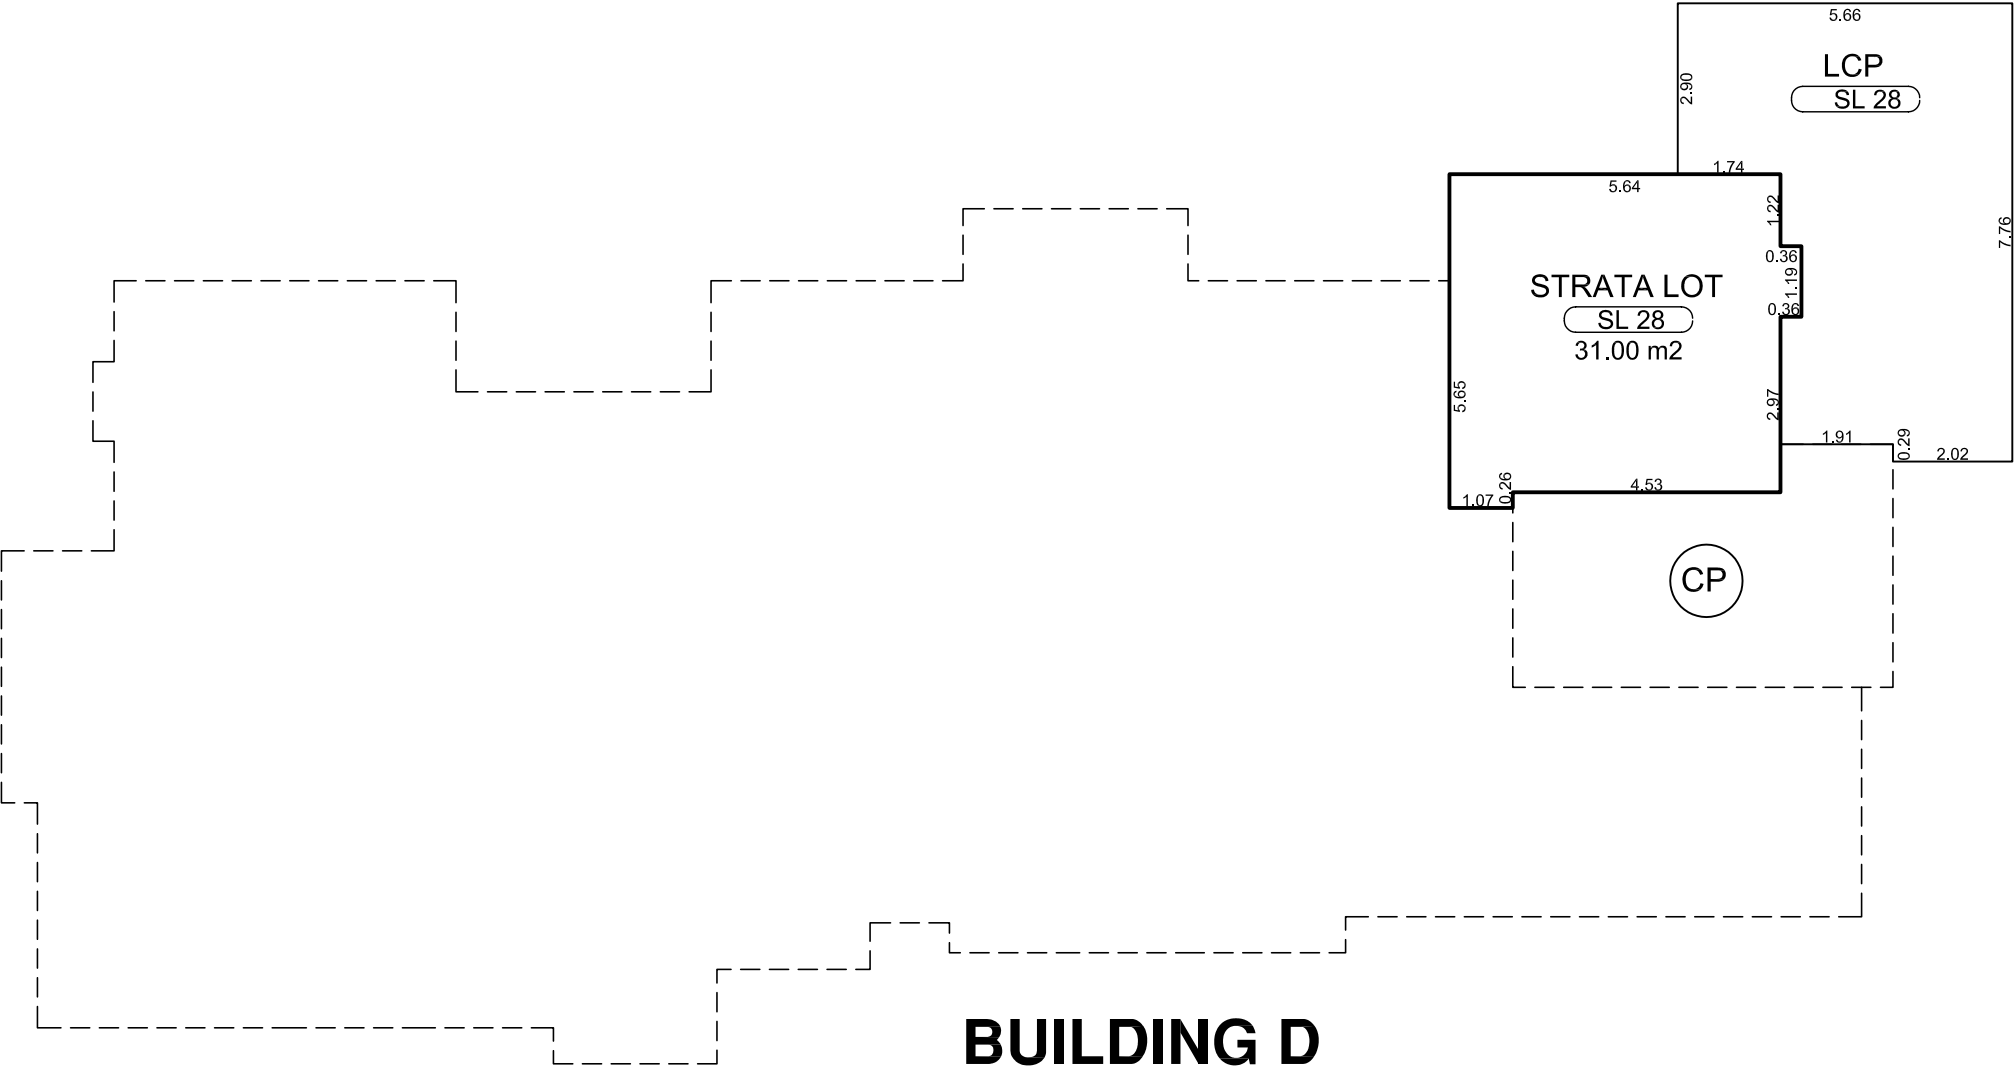 5.66
LCP
2.90
SL 28
1.74
5.64
1.22
7.76
0.36
STRATA LOT
1.19
0.36
SL 28
31.00 m2
5.65
2.97
1.91
0.29
2.02
0.26
4.53
1.07
CP
BUILDING D